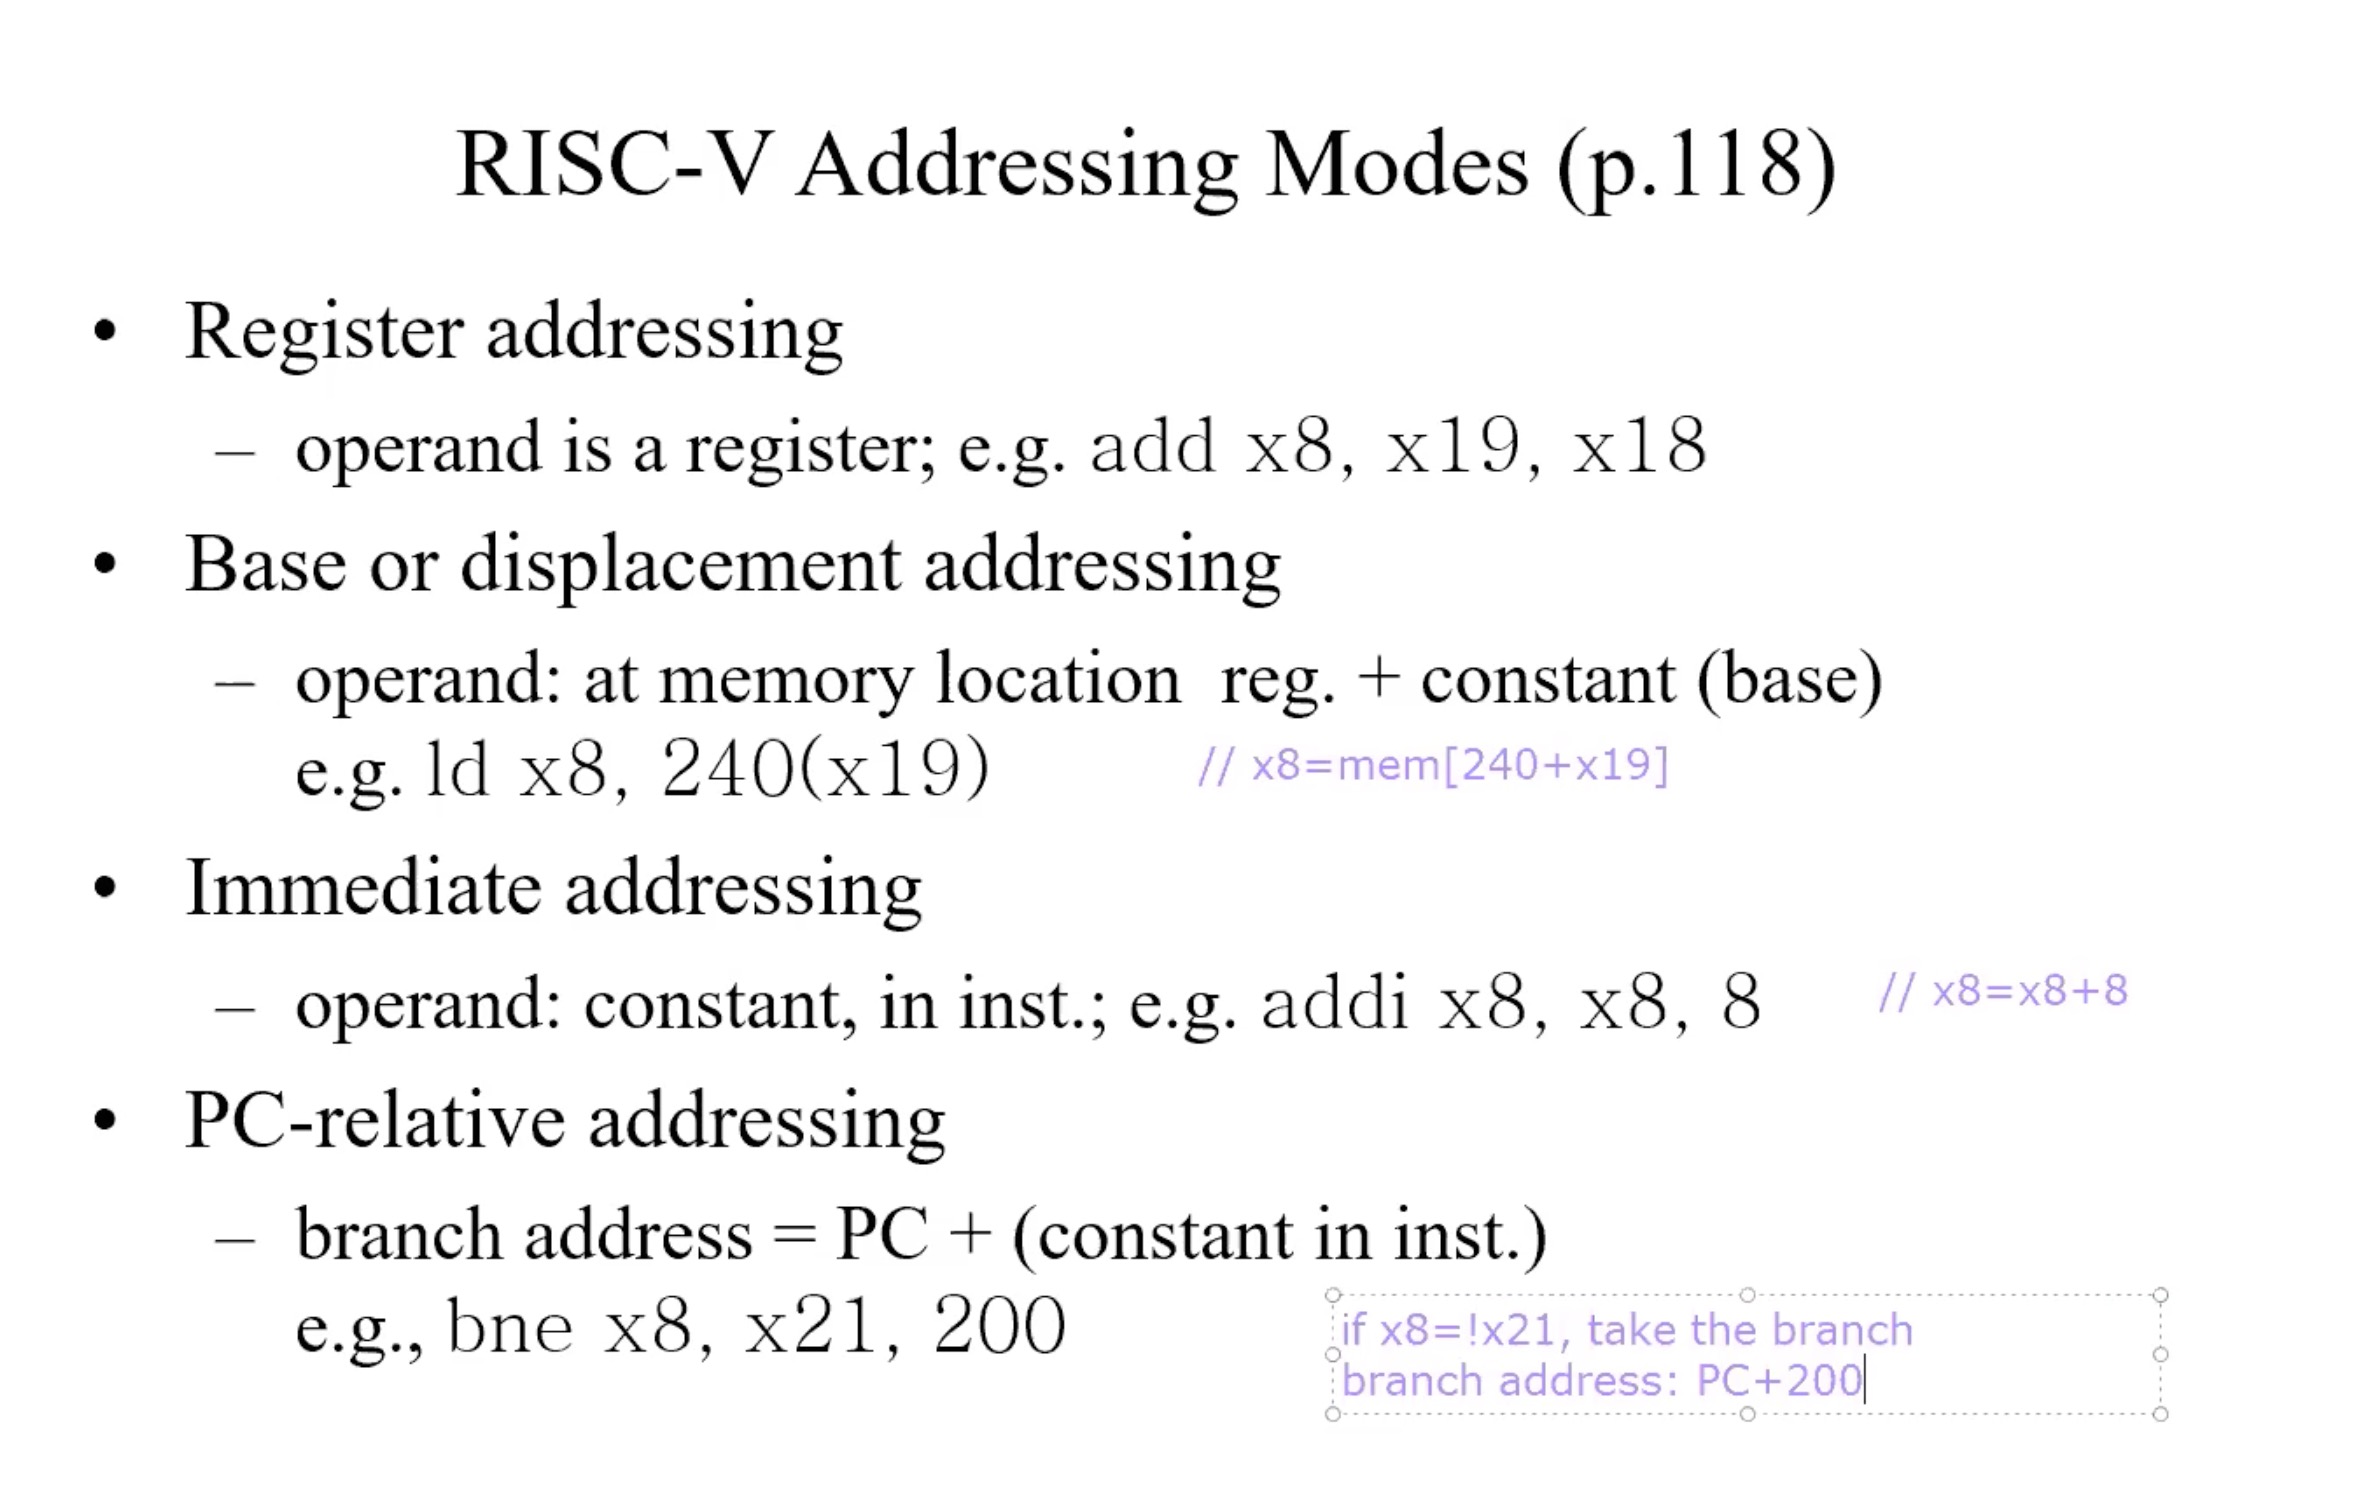 RISC-V Addressing Modes (p.118)
• Register addressing
– operand is a register; e.g. add x8, x19, x18
• Base or displacement addressing
– operand: at memory location reg. + constant (base)
e.g. ld x8, 240(x19) // x8=mem[240+x19]
• Immediate addressing
– operand: constant, in inst.; e.g. addi x8, x8, 8 // x8=x8+8
• PC-relative addressing
– branch address = PC + (constant in inst.)
e.g., bne x8, x21, 200
if x8=!x21, take the branch
branch address: PC+200